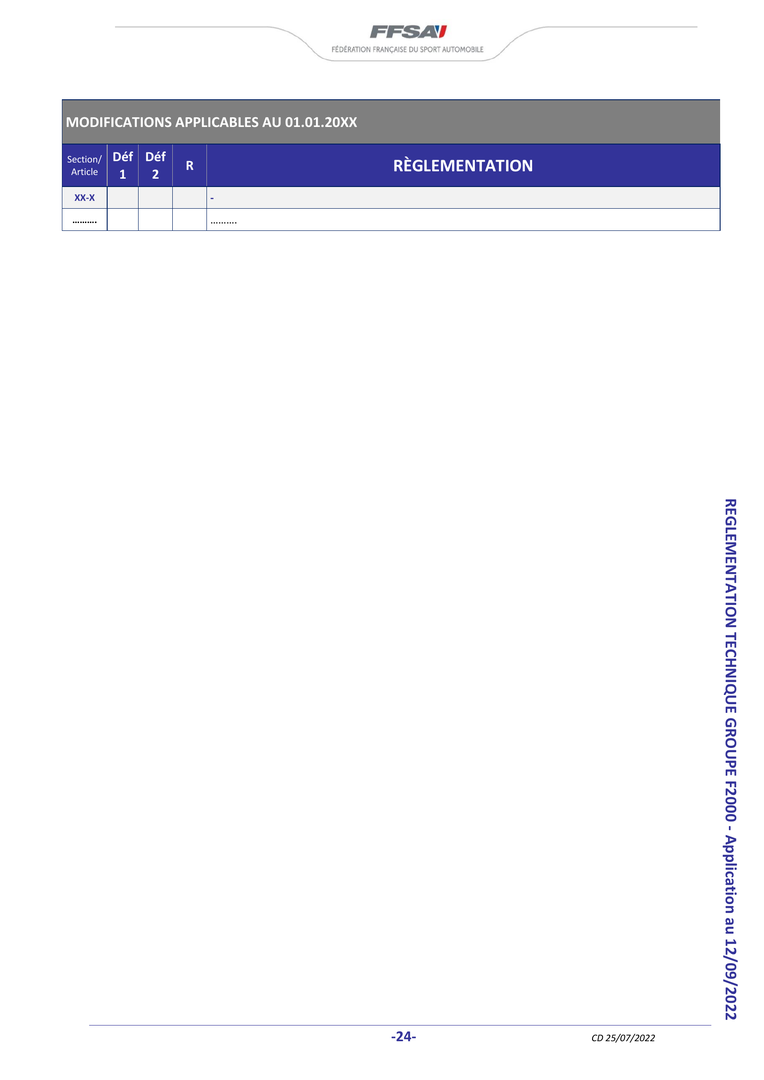 FFSA
FÉDÉRATION FRANÇAISE DU SPORT AUTOMOBILE
MODIFICATIONS APPLICABLES AU 01.01.20XX
Section/ Article Déf 1 Déf 2 R RÈGLEMENTATION
XX-X -
………. ……….
REGLEMENTATION TECHNIQUE GROUPE F2000 - Application au 12/09/2022
-24- CD 25/07/2022